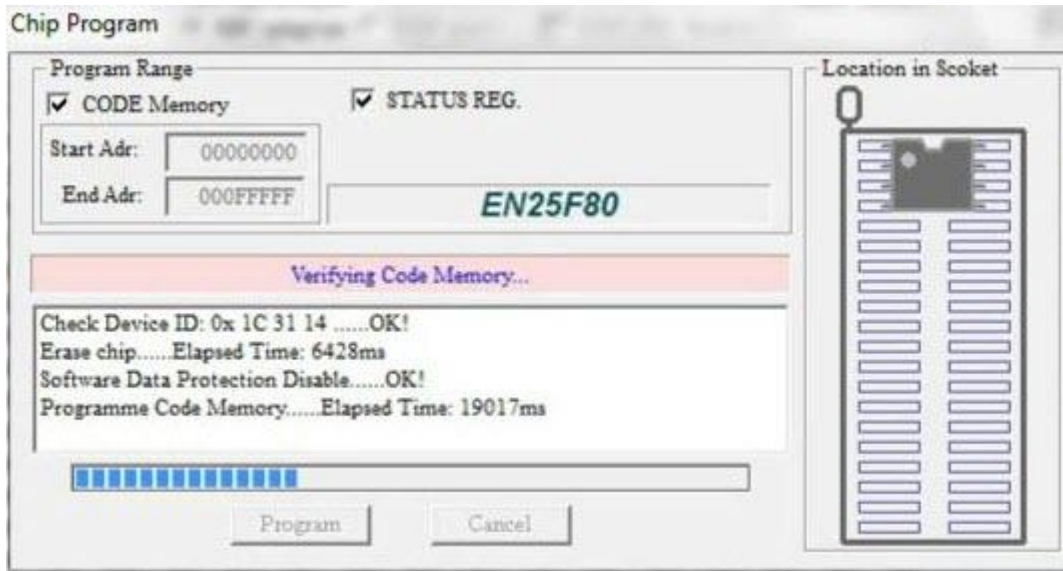 Chip Program
Program Range
CODE Memory
STATUS REG.
Start Adr: 00000000
End Adr: 000FFFFF
EN25F80
Verifying Code Memory...
Check Device ID: 0x 1C 31 14 ......OK!
Erase chip......Elapsed Time: 6428ms
Software Data Protection Disable......OK!
Programme Code Memory......Elapsed Time: 19017ms
Program
Cancel
Location in Scoket